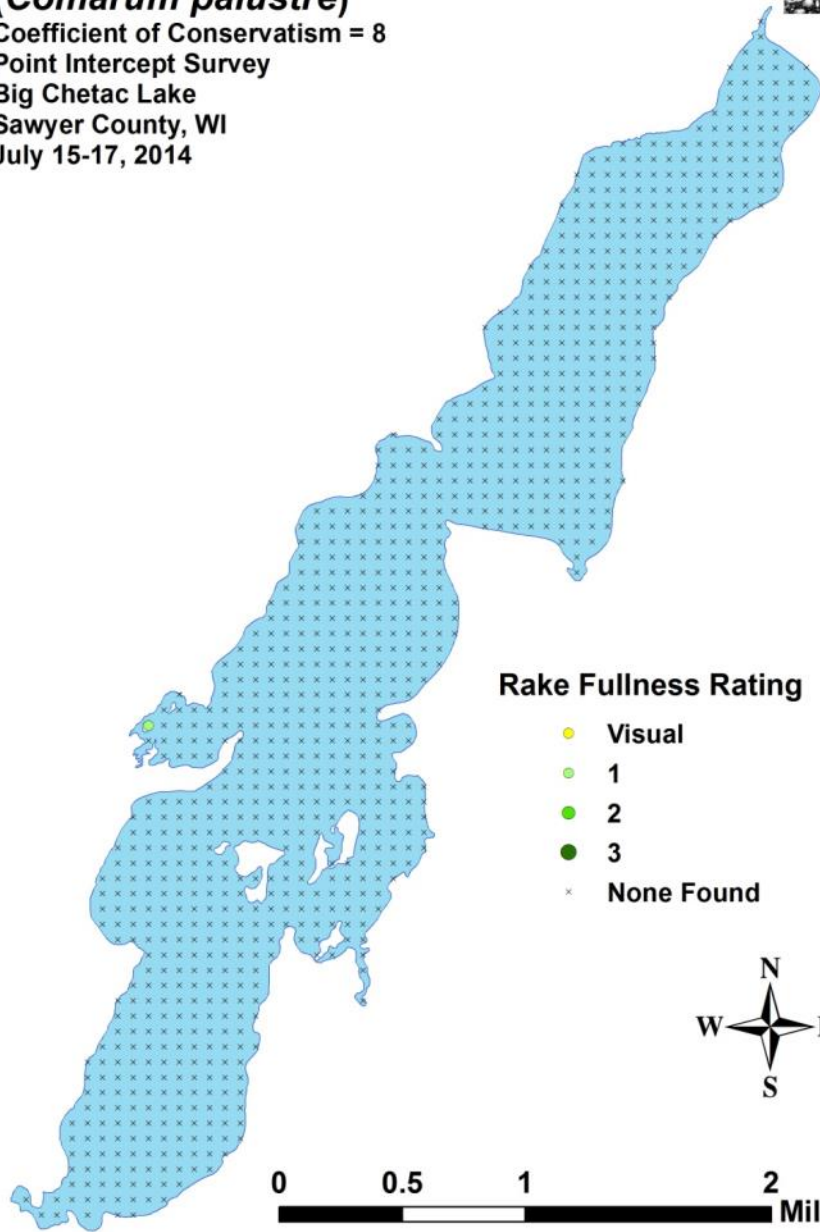 (Comarum palustre)
Coefficient of Conservatism = 8
Point Intercept Survey
Big Chetac Lake
Sawyer County, WI
July 15-17, 2014
Rake Fullness Rating
Visual
1
2
3
None Found
N
W
S
0 0.5 1 2